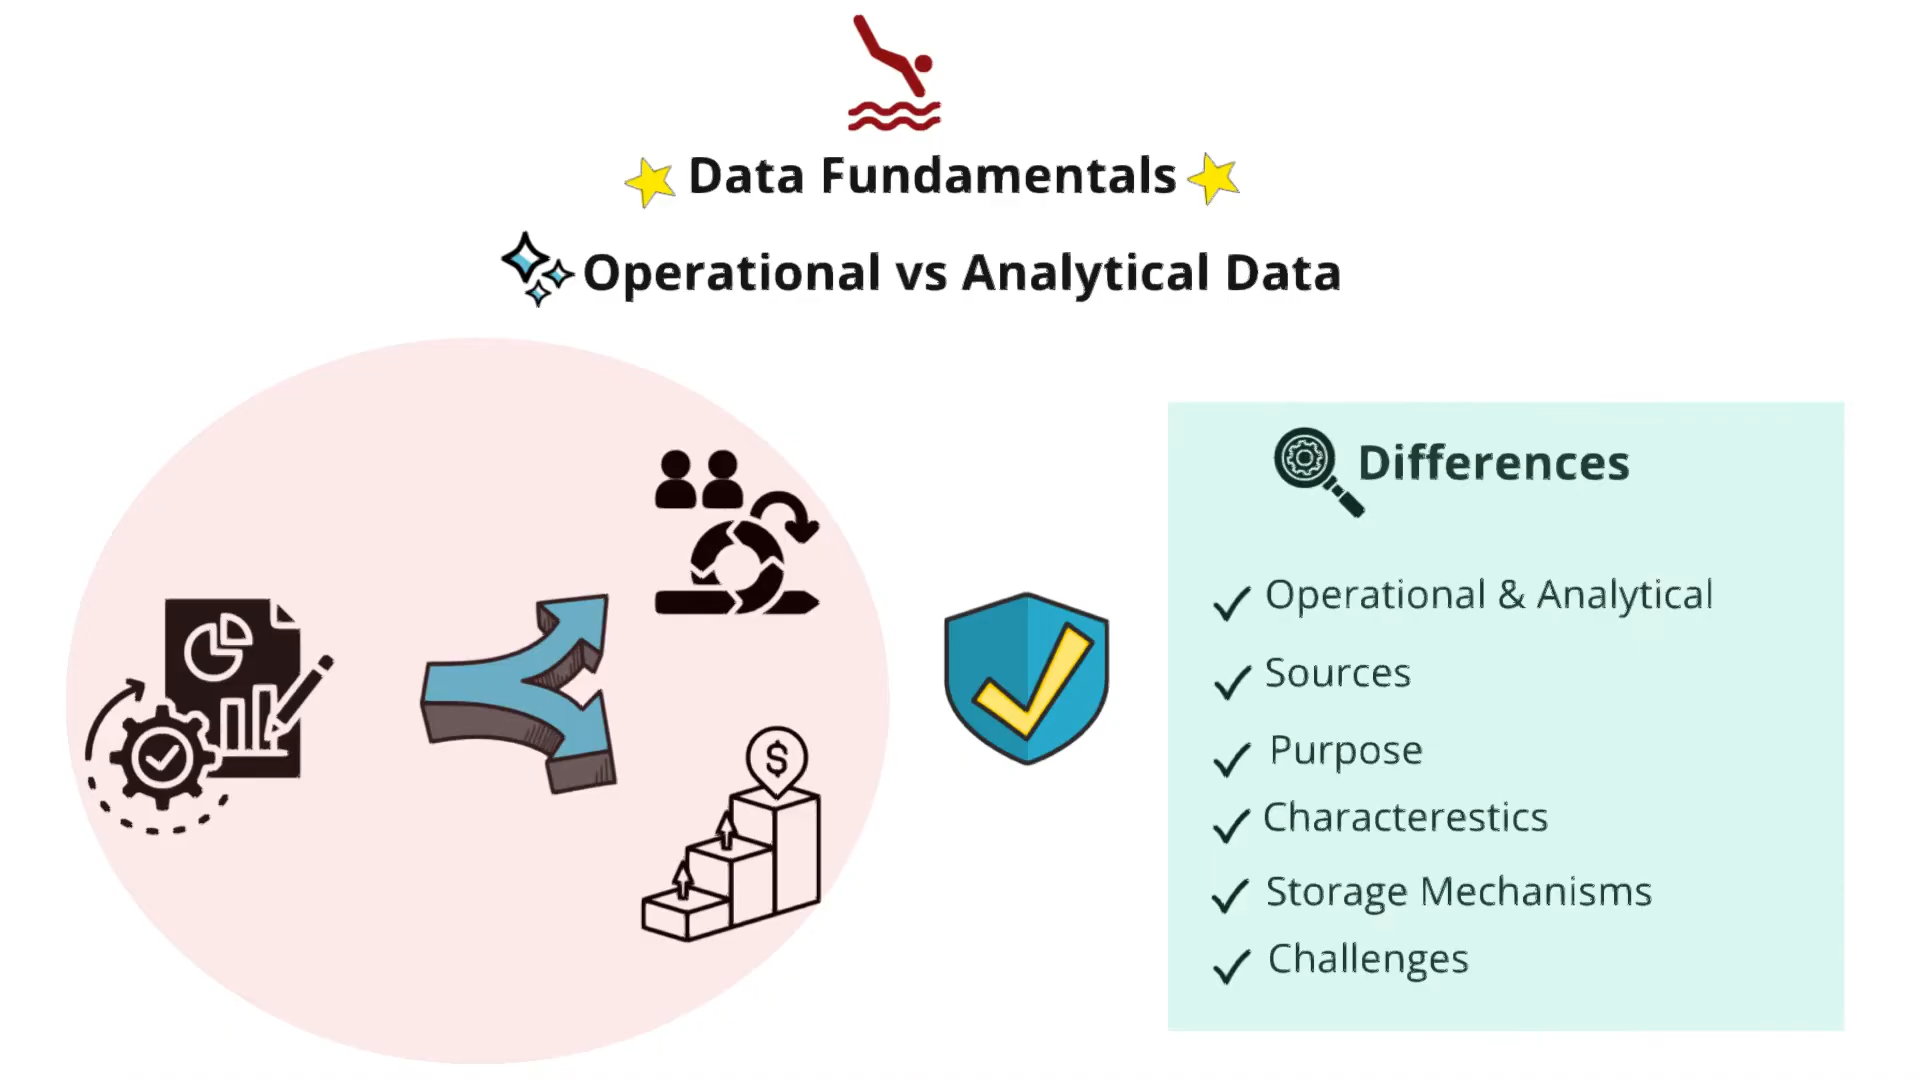 Data Fundamentals
Operational vs Analytical Data
$
Differences
Operational & Analytical
Sources
Purpose
Characterestics
Storage Mechanisms
Challenges